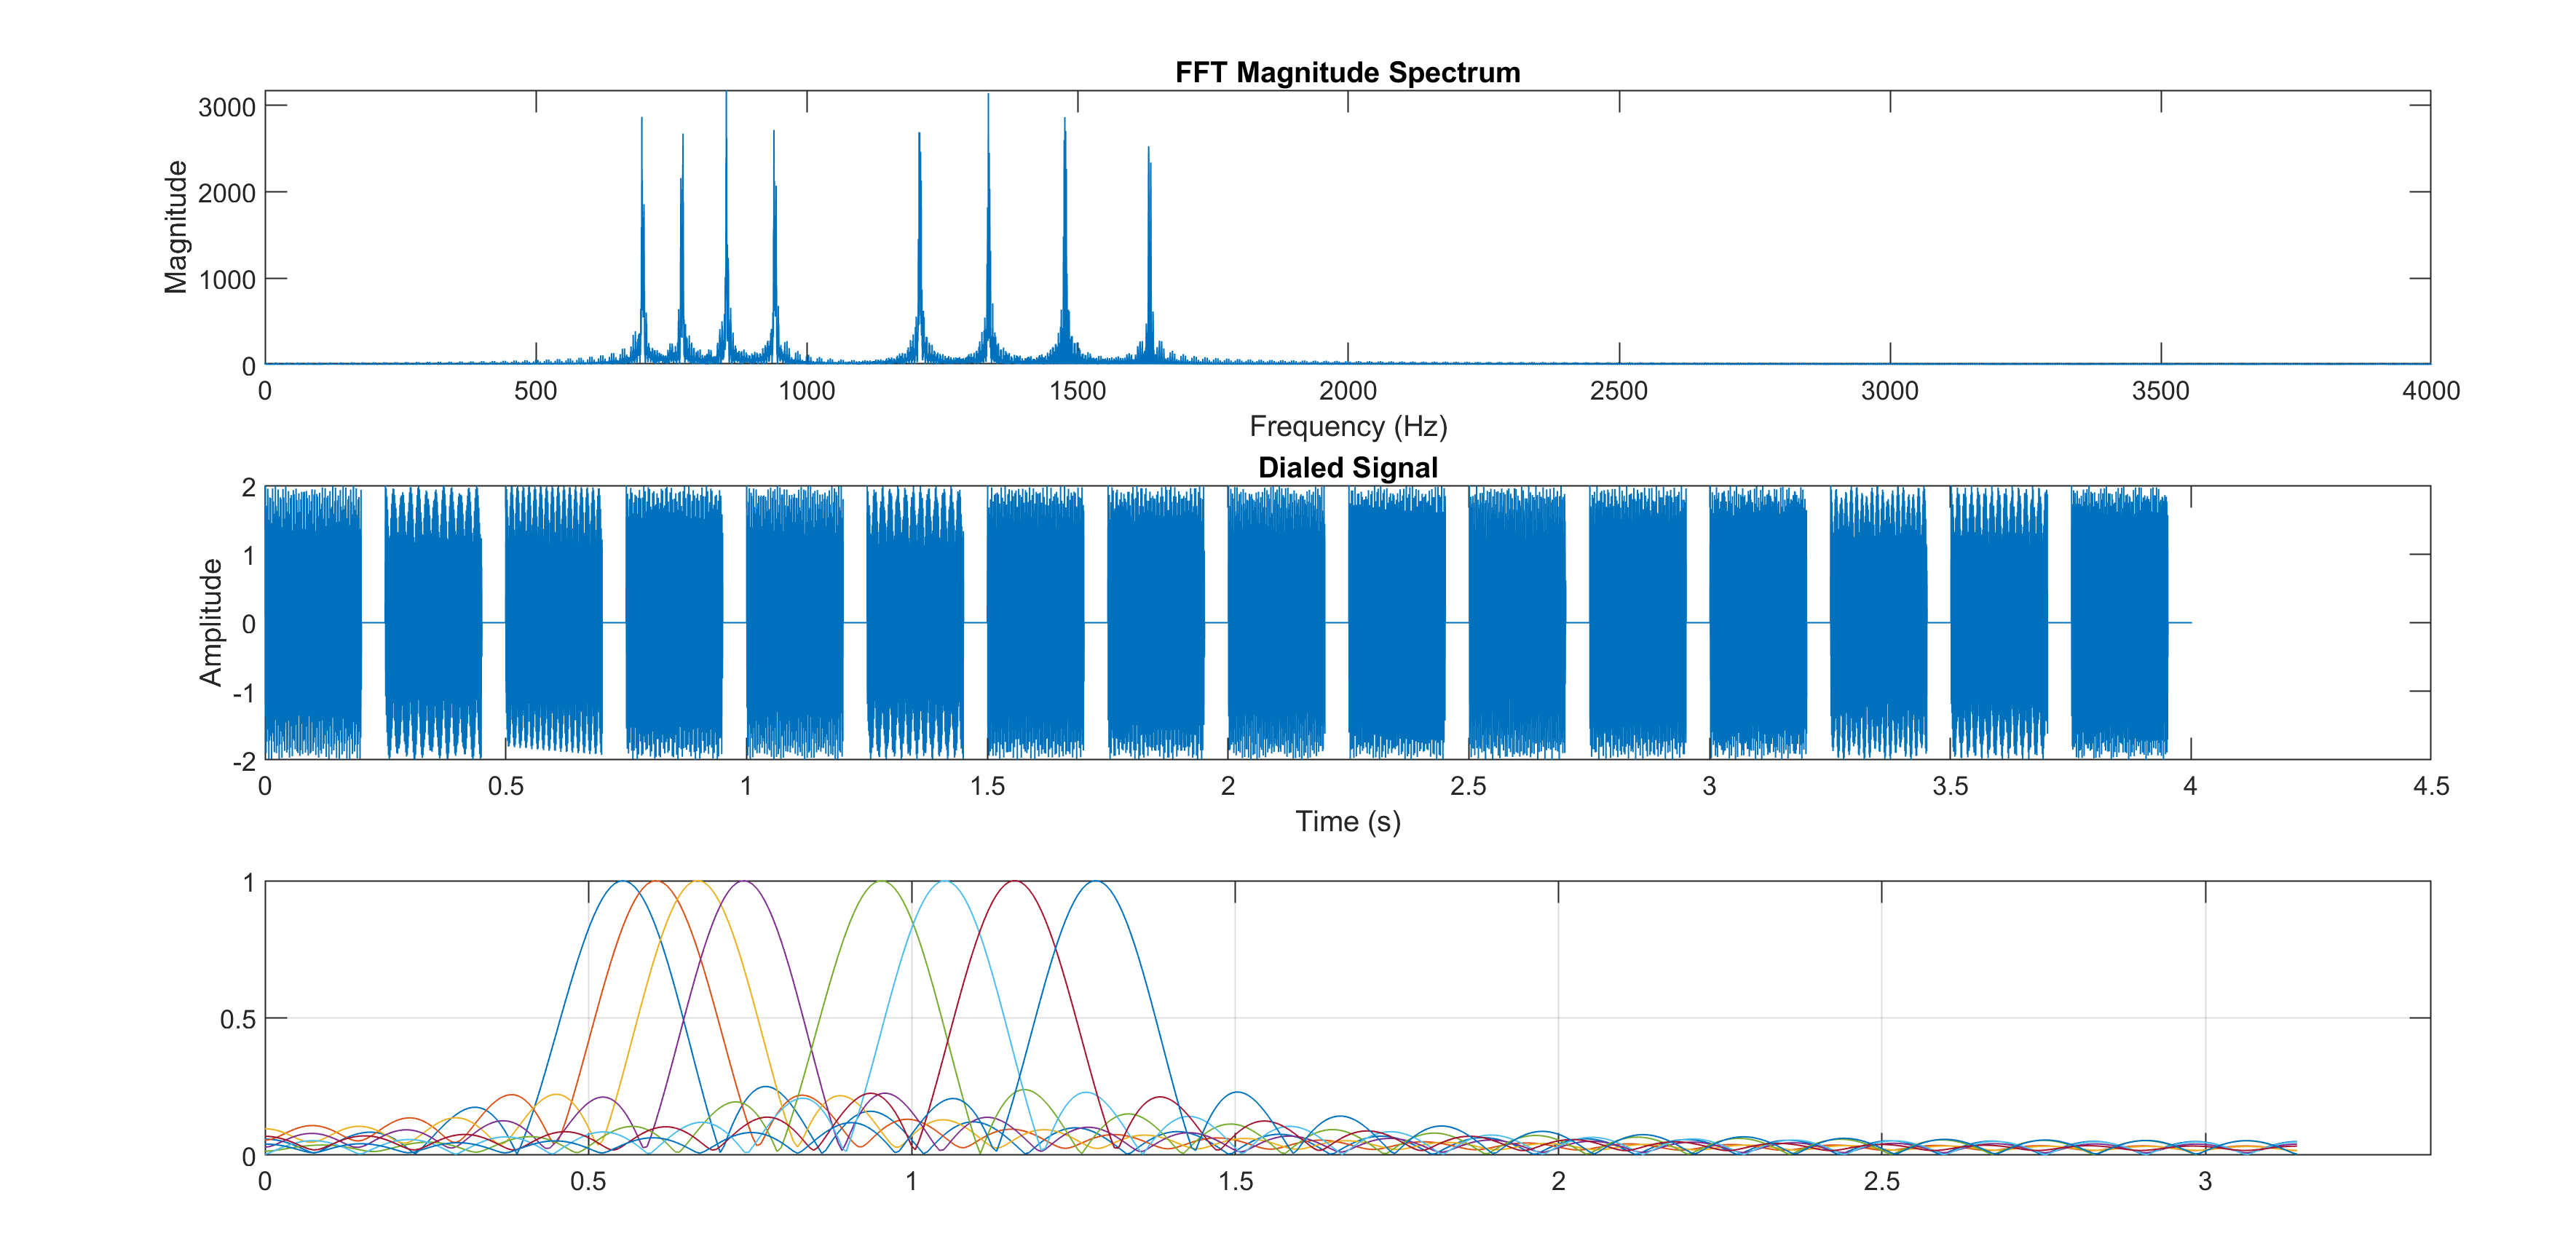 FFT Magnitude Spectrum
3000
2000
1000
0
Magnitude
0 500 1000 1500 2000 2500 3000 3500 4000
Frequency (Hz)
Dialed Signal
2
1
0
-1
-2
Amplitude
0 0.5 1 1.5 2 2.5 3 3.5 4 4.5
Time (s)
1
0.5
0
0 0.5 1 1.5 2 2.5 3